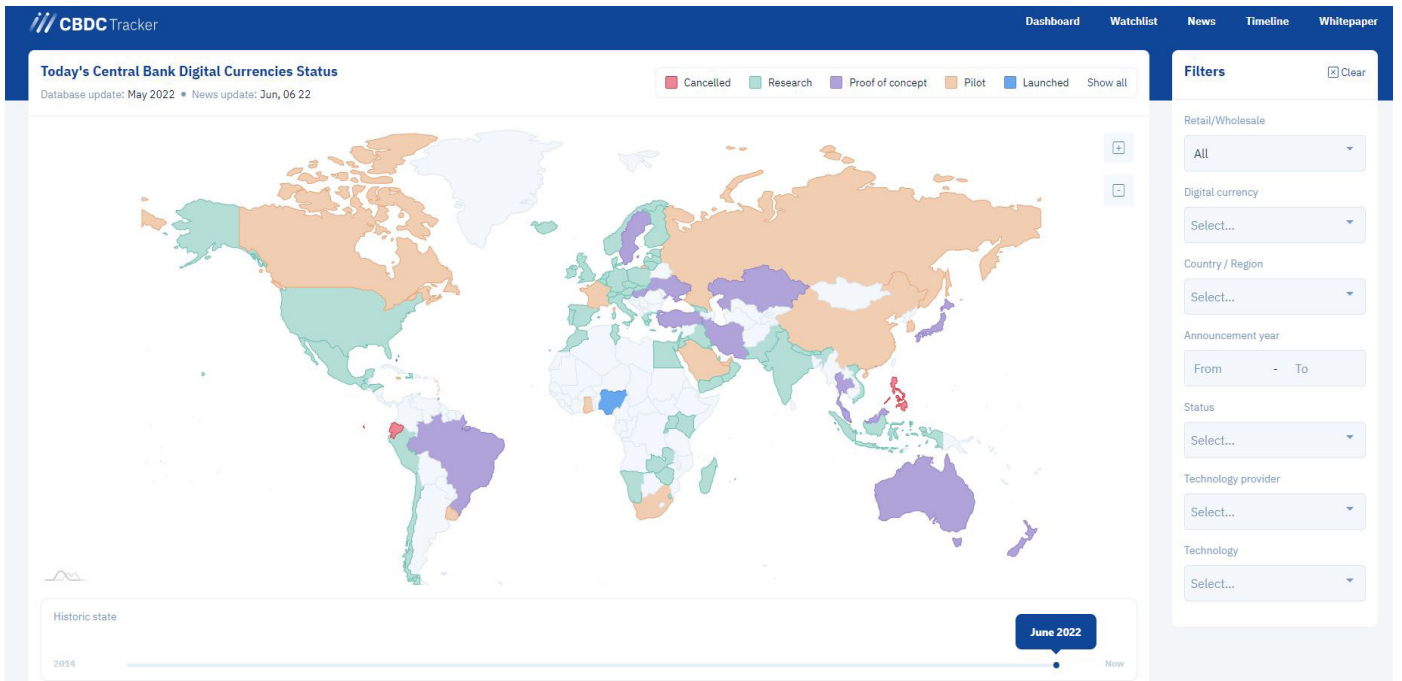 CBDC Tracker
Dashboard Watchlist News Timeline Whitepaper
Today's Central Bank Digital Currencies Status
Database update: May 2022 • News update: Jun, 06 22
Cancelled Research Proof of concept Pilot Launched Show all
Filters
Clear
Retail/Wholesale
All
Digital currency
Select...
Country / Region
Select...
Announcement year
From - To
Status
Select...
Technology provider
Select...
Technology
Select...
Historic state
June 2022
2014 Now